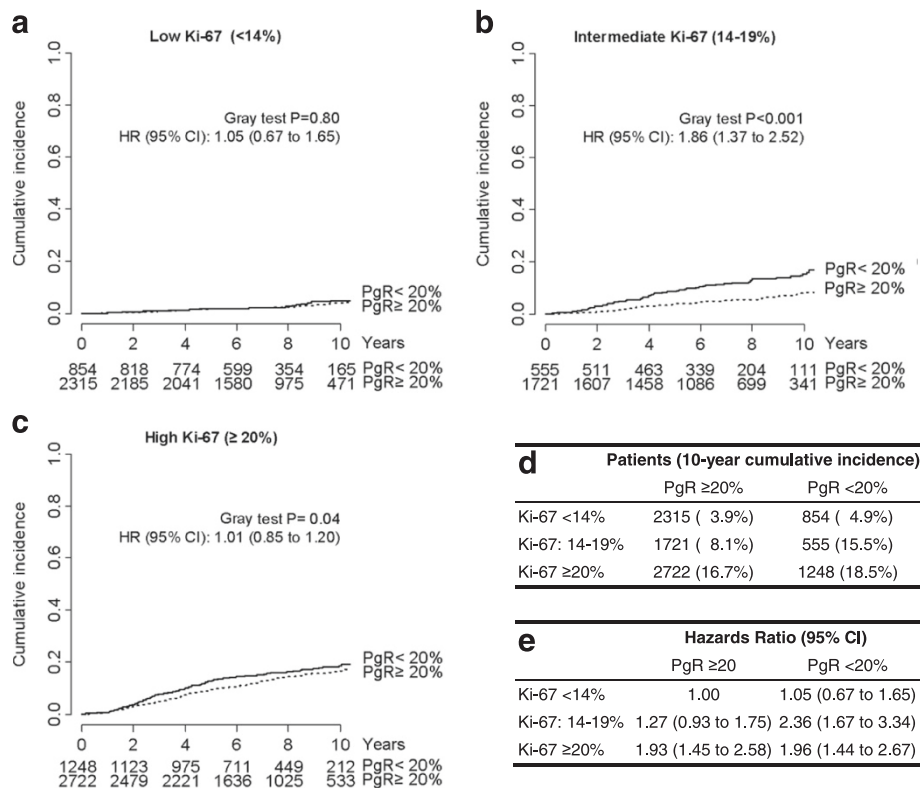 a
Low Ki-67 (<14%)
Cumulative incidence
0.0 0.2 0.4 0.6 0.8 1.0
Gray test P=0.80
HR (95% CI): 1.05 (0.67 to 1.65)
PgR< 20%
PgR≥ 20%
0 2 4 6 8 10 Years
854 818 774 599 354 165 PgR< 20%
2315 2185 2041 1580 975 471 PgR≥ 20%
b
Intermediate Ki-67 (14-19%)
Cumulative incidence
0.0 0.2 0.4 0.6 0.8 1.0
Gray test P<0.001
HR (95% CI): 1.86 (1.37 to 2.52)
PgR< 20%
PgR≥ 20%
0 2 4 6 8 10 Years
555 511 463 339 204 111 PgR< 20%
1721 1607 1458 1086 699 341 PgR≥ 20%
c
High Ki-67 (≥ 20%)
Cumulative incidence
0.0 0.2 0.4 0.6 0.8 1.0
Gray test P= 0.04
HR (95% CI): 1.01 (0.85 to 1.20)
PgR< 20%
PgR≥ 20%
0 2 4 6 8 10 Years
1248 1123 975 711 449 212 PgR< 20%
2722 2479 2221 1636 1025 533 PgR≥ 20%
d Patients (10-year cumulative incidence)
PgR ≥20% PgR <20%
Ki-67 <14% 2315 ( 3.9%) 854 ( 4.9%)
Ki-67: 14-19% 1721 ( 8.1%) 555 (15.5%)
Ki-67 ≥20% 2722 (16.7%) 1248 (18.5%)
e Hazards Ratio (95% CI)
PgR ≥20 PgR <20%
Ki-67 <14% 1.00 1.05 (0.67 to 1.65)
Ki-67: 14-19% 1.27 (0.93 to 1.75) 2.36 (1.67 to 3.34)
Ki-67 ≥20% 1.93 (1.45 to 2.58) 1.96 (1.44 to 2.67)